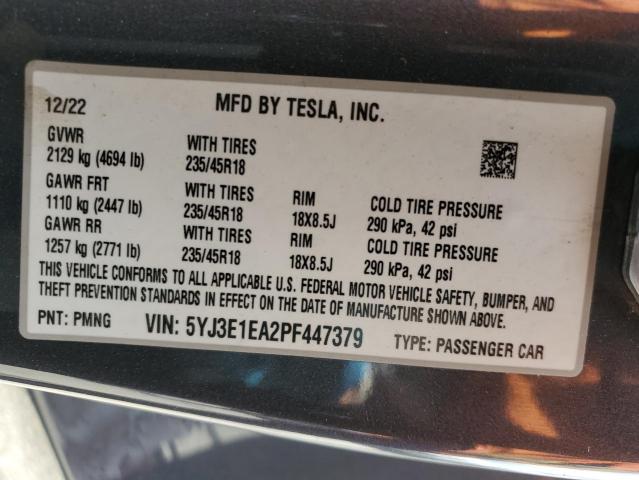 12/22 MFD BY TESLA, INC.
GVWR WITH TIRES
2129 kg (4694 lb) 235/45R18
GAWR FRT WITH TIRES RIM COLD TIRE PRESSURE
1110 kg (2447 lb) 235/45R18 18X8.5J 290 kPa, 42 psi
GAWR RR WITH TIRES RIM COLD TIRE PRESSURE
1257 kg (2771 lb) 235/45R18 18X8.5J 290 kPa, 42 psi
THIS VEHICLE CONFORMS TO ALL APPLICABLE U.S. FEDERAL MOTOR VEHICLE SAFETY, BUMPER, AND
THEFT PREVENTION STANDARDS IN EFFECT ON THE DATE OF MANUFACTURE SHOWN ABOVE.
PNT: PMNG VIN: 5YJ3E1EA2PF447379 TYPE: PASSENGER CAR